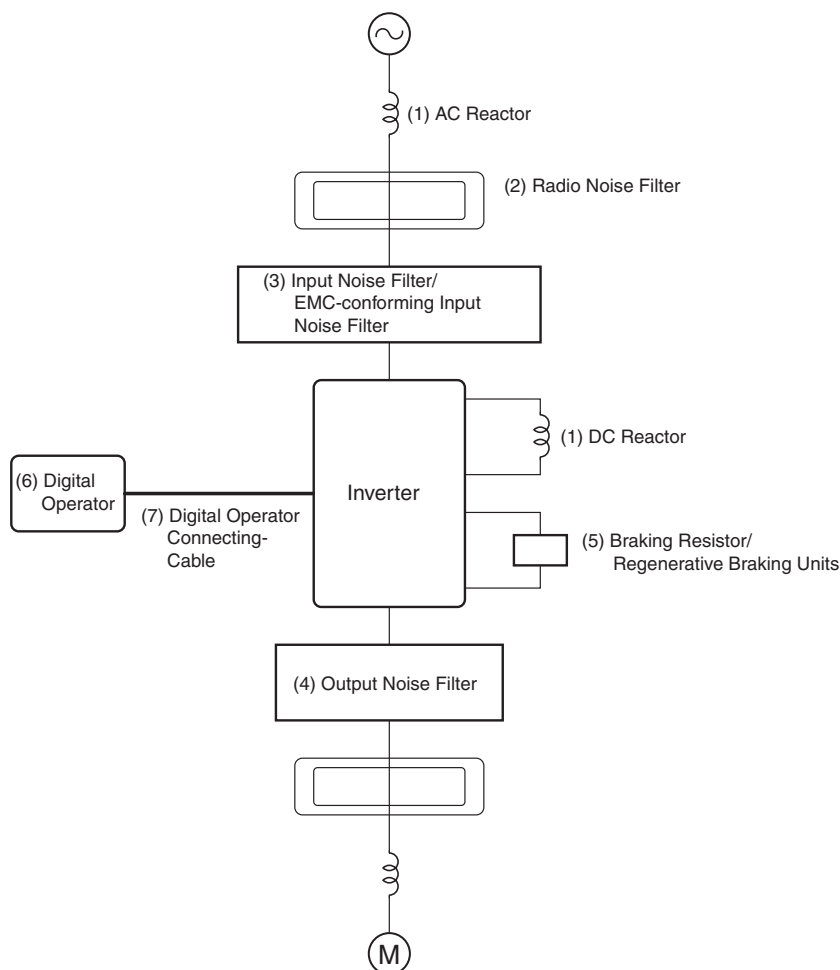 (1) AC Reactor
(2) Radio Noise Filter
(3) Input Noise Filter/
EMC-conforming Input
Noise Filter
(1) DC Reactor
Inverter
(6) Digital
Operator
(7) Digital Operator
Connecting-
Cable
(5) Braking Resistor/
Regenerative Braking Units
(4) Output Noise Filter
M